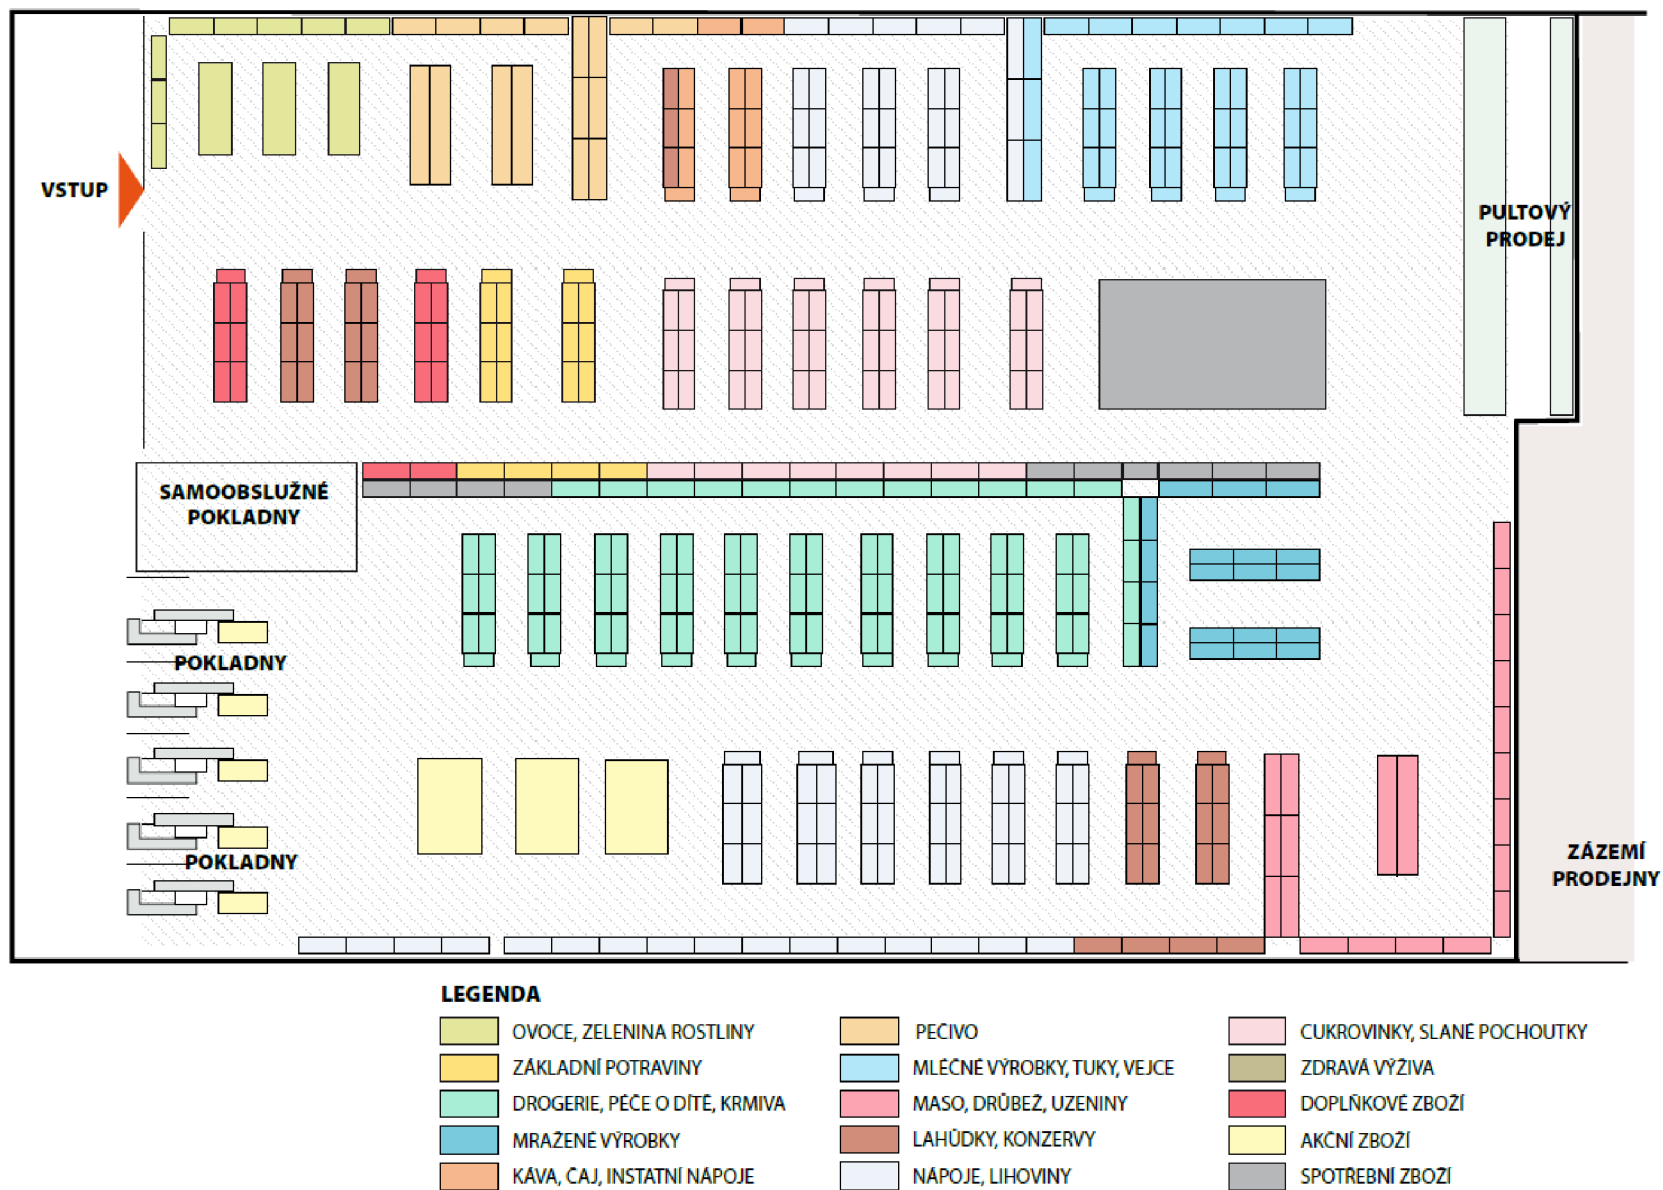 VSTUP
PULTOVÝ
PRODEJ
SAMOOBSLUŽNÉ
POKLADNY
POKLADNY
POKLADNY
ZÁZEMÍ
PRODEJNY
LEGENDA
OVOCE, ZELENINA ROSTLINY
PEČIVO
CUKROVINKY, SLANÉ POCHOUTKY
ZÁKLADNÍ POTRAVINY
MLÉČNÉ VÝROBKY, TUKY, VEJCE
ZDRAVÁ VÝŽIVA
DROGERIE, PÉČE O DÍTĚ, KRMIVA
MASO, DRŮBEŽ, UZENINY
DOPLŇKOVÉ ZBOŽÍ
MRAŽENÉ VÝROBKY
LAHŮDKY, KONZERVY
AKČNÍ ZBOŽÍ
KÁVA, ČAJ, INSTATNÍ NÁPOJE
NÁPOJE, LIHOVINY
SPOTŘEBNÍ ZBOŽÍ